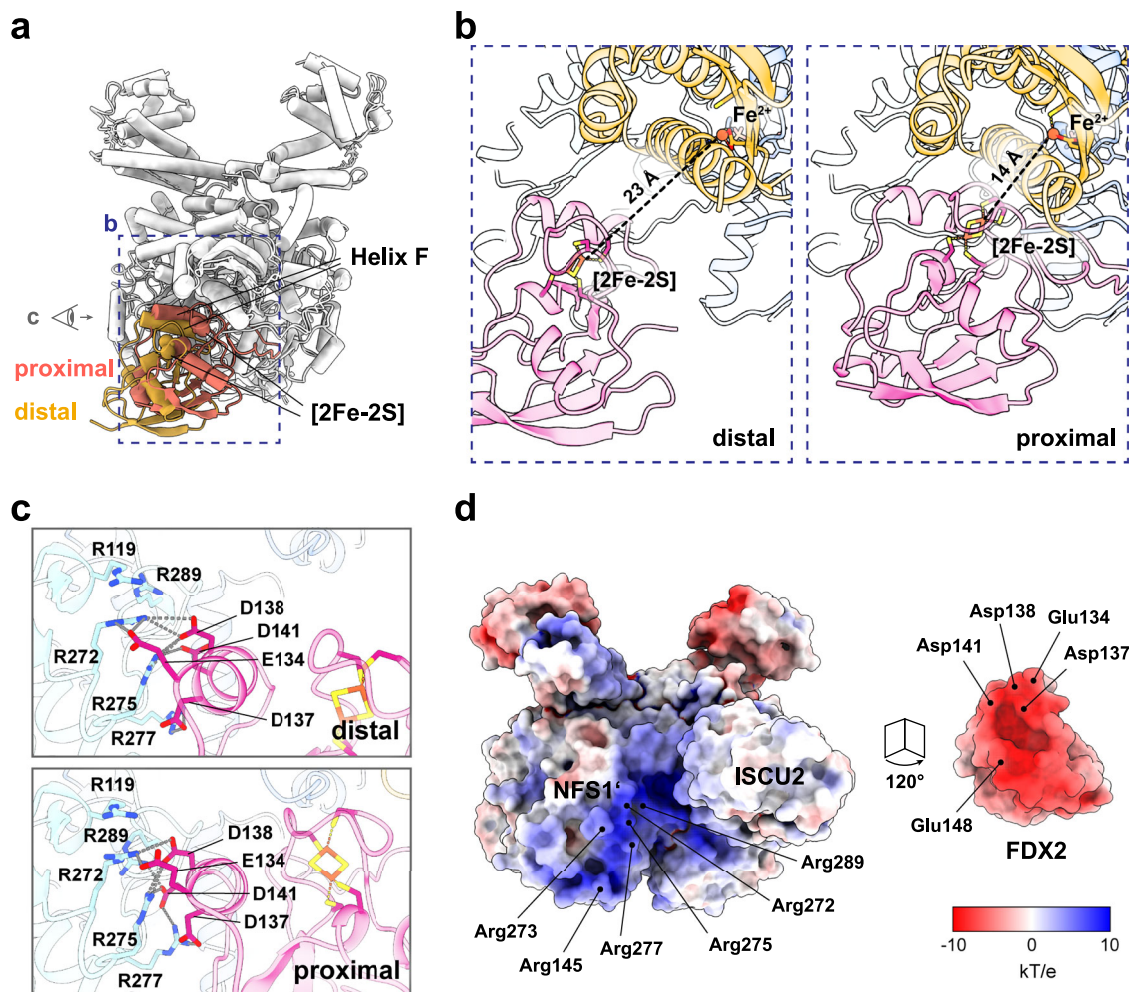 a
b
Helix F
c
proximal
distal
[2Fe-2S]
b
Fe²⁺
23 Å
[2Fe-2S]
distal
Fe²⁺
14 Å
[2Fe-2S]
proximal
c
R119
R289
D138
D141
R272
E134
R275
D137
R277
distal
R119
R289
D138
R272
E134
D141
R275
D137
R277
proximal
d
NFS1‘
ISCU2
Arg289
Arg272
Arg273
Arg277
Arg275
Arg145
120°
Asp138
Glu134
Asp141
Asp137
Glu148
FDX2
-10
0
10
kT/e